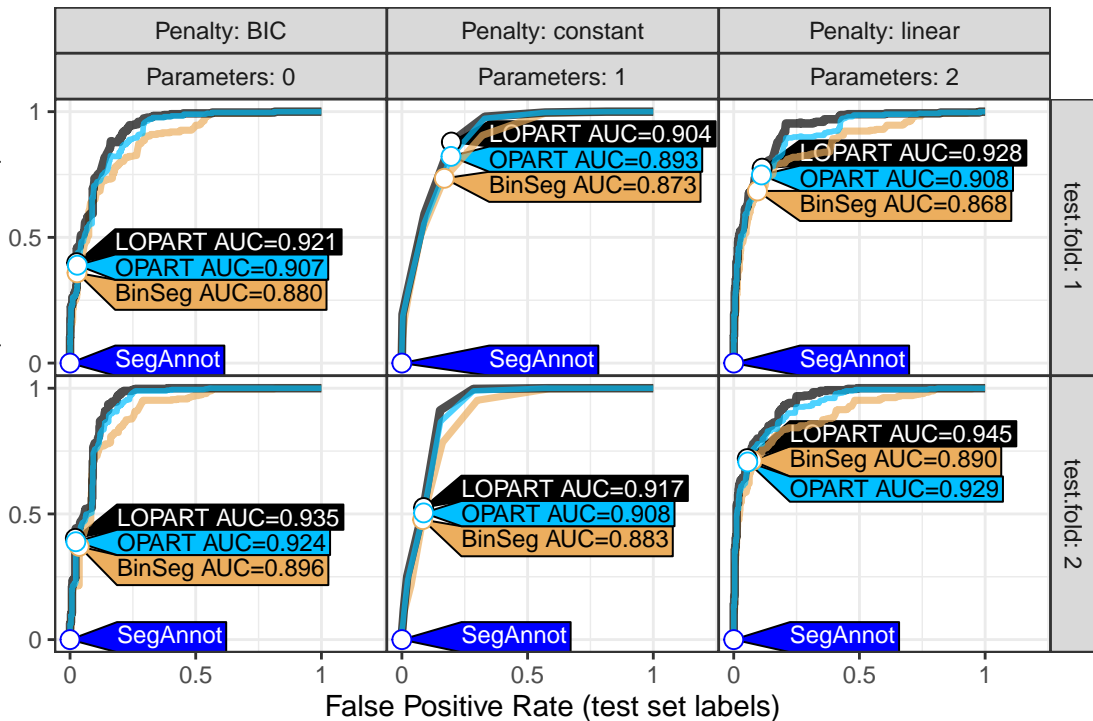 Penalty: BIC
Penalty: constant
Penalty: linear
Parameters: 0
Parameters: 1
Parameters: 2
1
0.5
0
LOPART AUC=0.921
OPART AUC=0.907
BinSeg AUC=0.880
SegAnnot
LOPART AUC=0.904
OPART AUC=0.893
BinSeg AUC=0.873
SegAnnot
LOPART AUC=0.928
OPART AUC=0.908
BinSeg AUC=0.868
SegAnnot
test.fold: 1
1
0.5
0
LOPART AUC=0.935
OPART AUC=0.924
BinSeg AUC=0.896
SegAnnot
LOPART AUC=0.917
OPART AUC=0.908
BinSeg AUC=0.883
SegAnnot
LOPART AUC=0.945
BinSeg AUC=0.890
OPART AUC=0.929
SegAnnot
test.fold: 2
0 0.5 1
0 0.5 1
0 0.5 1
False Positive Rate (test set labels)